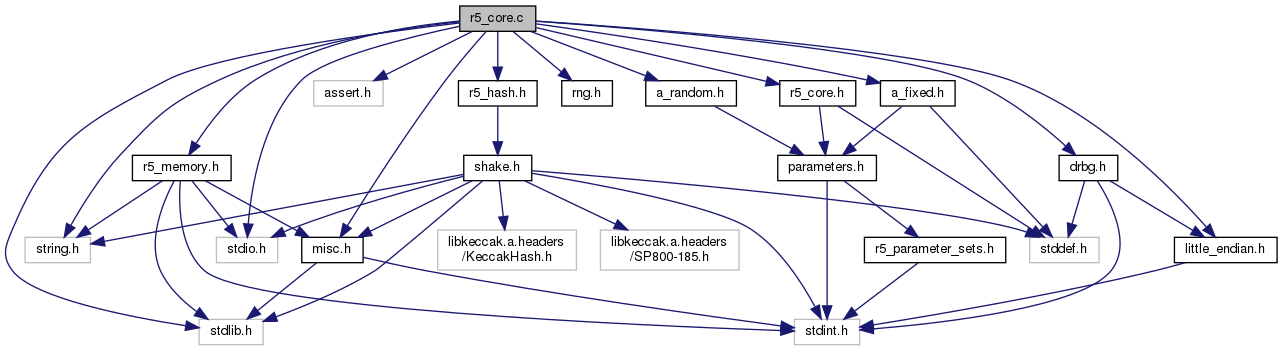 r5_core.c
assert.h
r5_hash.h
rng.h
a_random.h
r5_core.h
a_fixed.h
r5_memory.h
shake.h
parameters.h
drbg.h
string.h
stdio.h
misc.h
libkeccak.a.headers
/KeccakHash.h
libkeccak.a.headers
/SP800-185.h
r5_parameter_sets.h
stddef.h
little_endian.h
stdlib.h
stdint.h